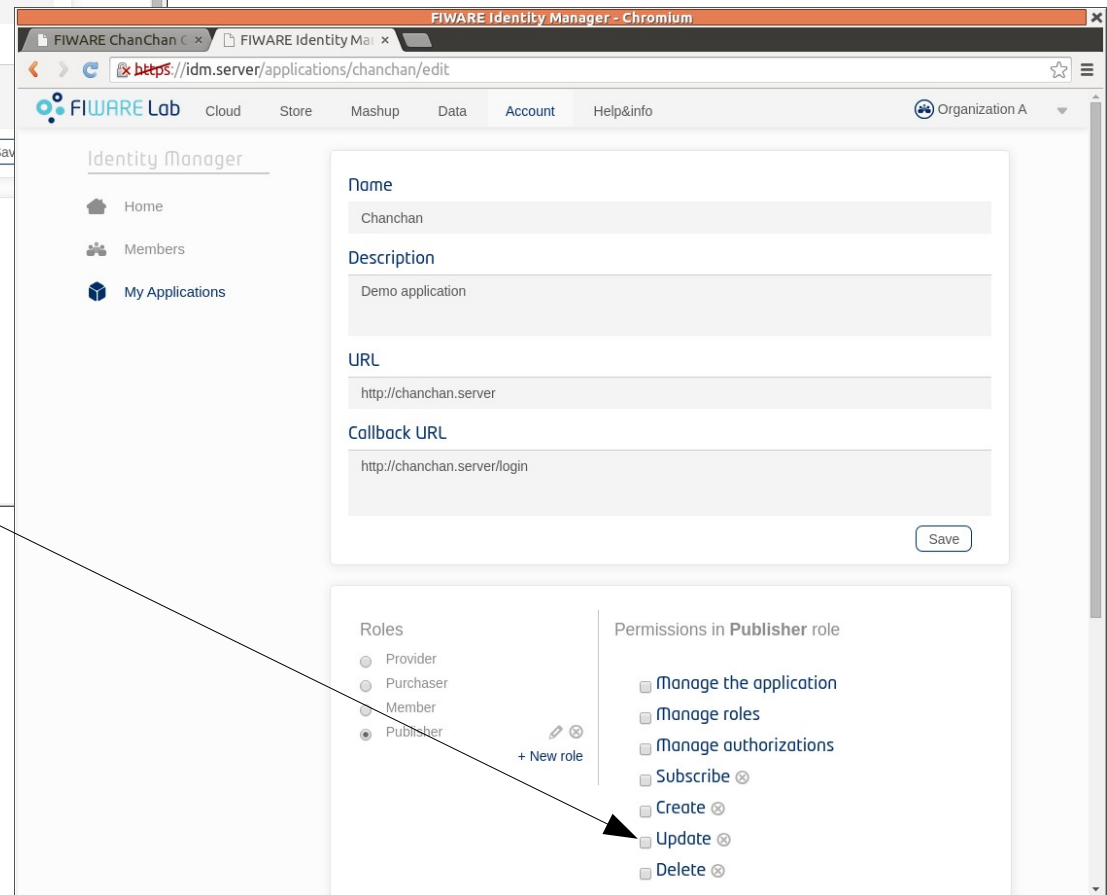 FIWARE Identity Manager - Chromium
FIWARE ChanChan
FIWARE Identity Ma
https://idm.server/applications/chanchan/edit
FIWARE Lab Cloud Store Mashup Data Account Help&info Organization A
Identity Manager
Home
Members
My Applications
Name
Chanchan
Description
Demo application
URL
http://chanchan.server
Callback URL
http://chanchan.server/login
Save
Roles
Provider
Purchaser
Member
Publisher
+ New role
Permissions in Publisher role
Manage the application
Manage roles
Manage authorizations
Subscribe
Create
Update
Delete